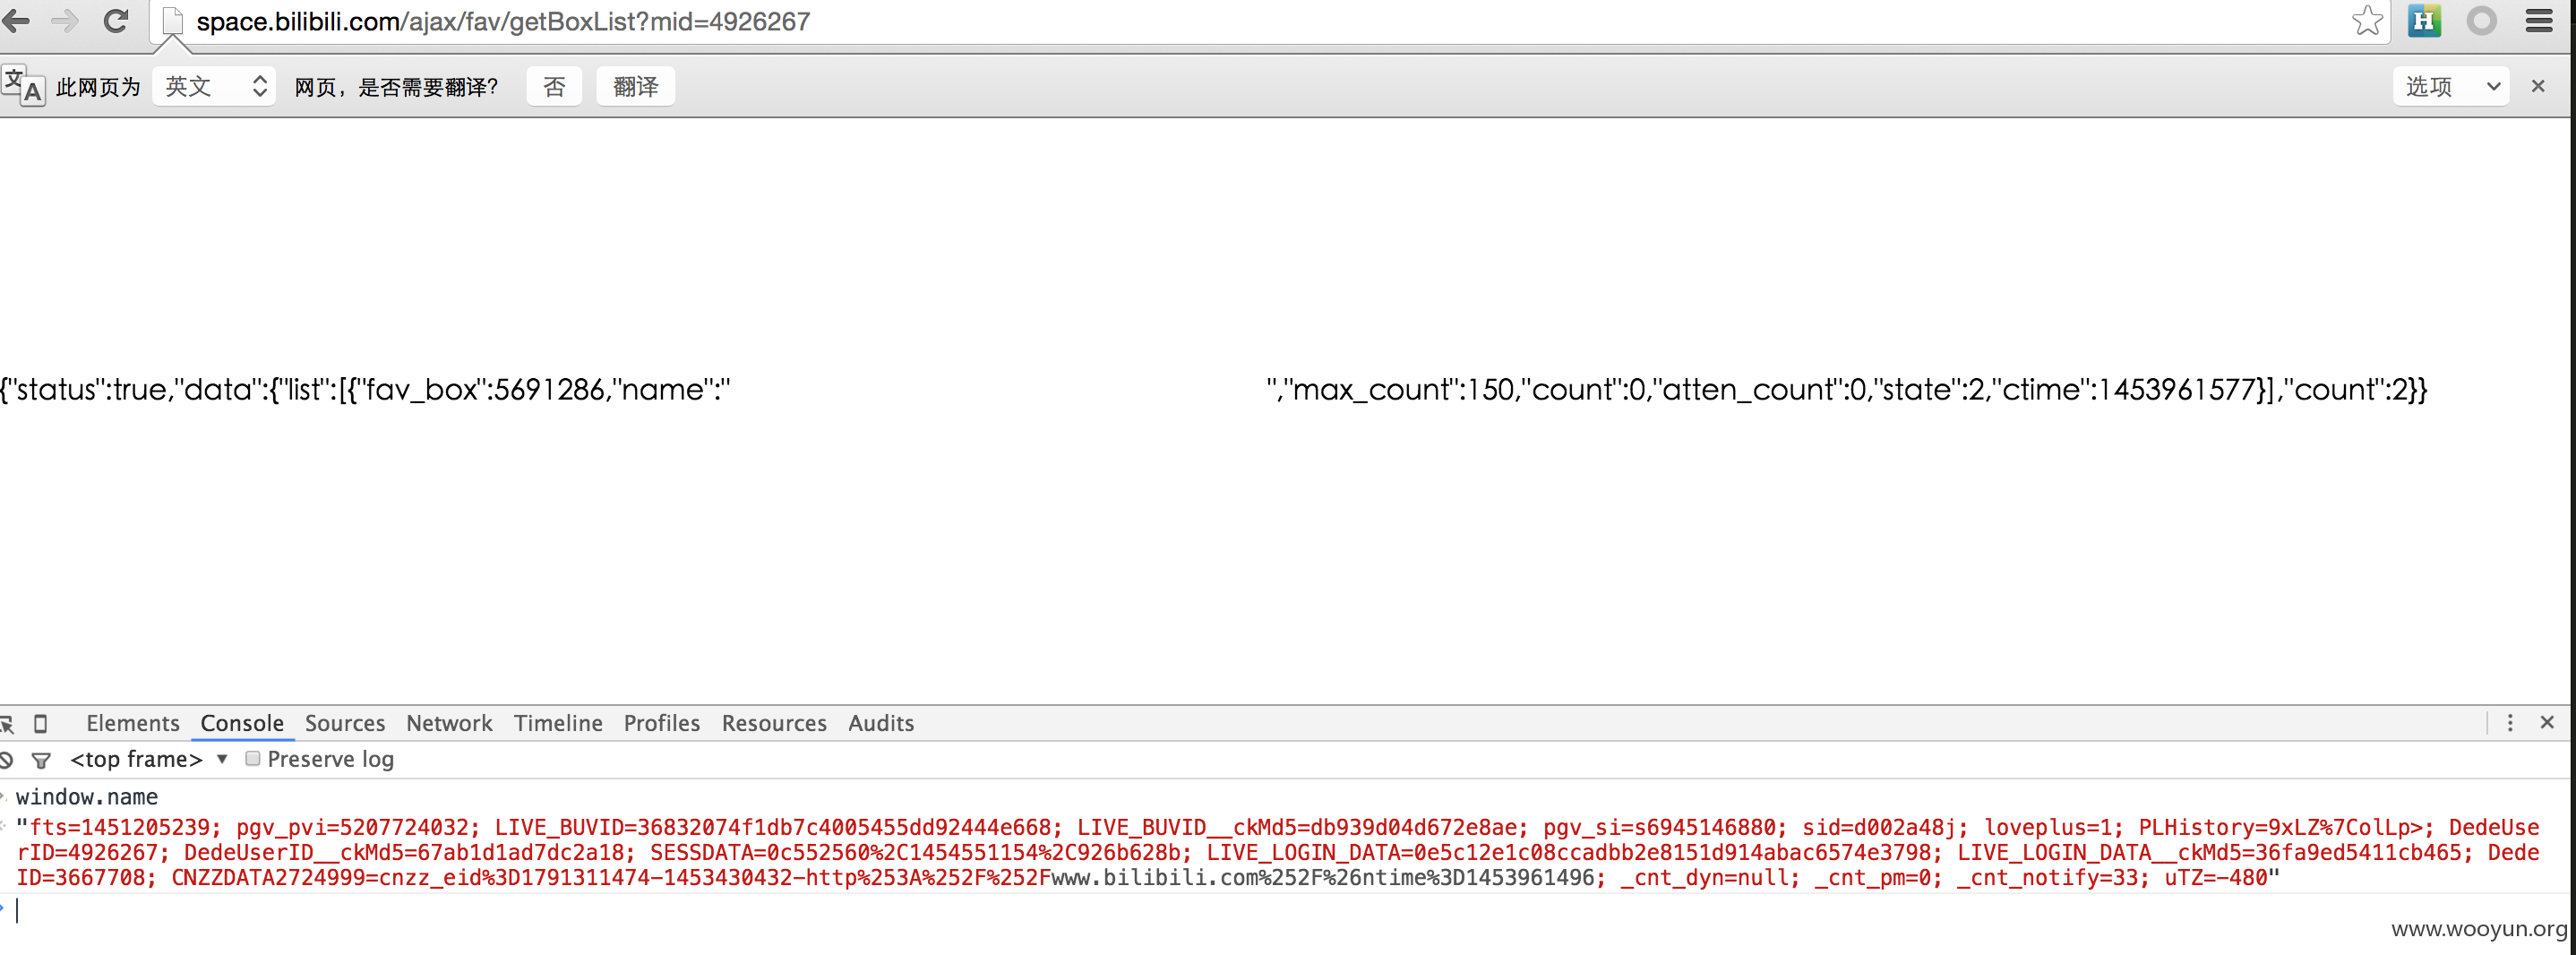 space.bilibili.com/ajax/fav/getBoxList?mid=4926267
此网页为 英文 网页，是否需要翻译？ 否 翻译 选项
{"status":true,"data":{"list":[{"fav_box":5691286,"name":" ","max_count":150,"count":0,"atten_count":0,"state":2,"ctime":1453961577}],"count":2}}
Elements Console Sources Network Timeline Profiles Resources Audits
<top frame> Preserve log
window.name
"fts=1451205239; pgv_pvi=5207724032; LIVE_BUVID=36832074f1db7c4005455dd92444e668; LIVE_BUVID__ckMd5=db939d04d672e8ae; pgv_si=s6945146880; sid=d002a48j; loveplus=1; PLHistory=9xLZ%7ColLp>; DedeUse
rID=4926267; DedeUserID__ckMd5=67ab1d1ad7dc2a18; SESSDATA=0c552560%2C1454551154%2C926b628b; LIVE_LOGIN_DATA=0e5c12e1c08ccadbb2e8151d914abac6574e3798; LIVE_LOGIN_DATA__ckMd5=36fa9ed5411cb465; Dede
ID=3667708; CNZZDATA2724999=cnzz_eid%3D1791311474-1453430432-http%253A%252F%252Fwww.bilibili.com%252F%26ntime%3D1453961496; _cnt_dyn=null; _cnt_pm=0; _cnt_notify=33; uTZ=-480"
www.wooyun.org